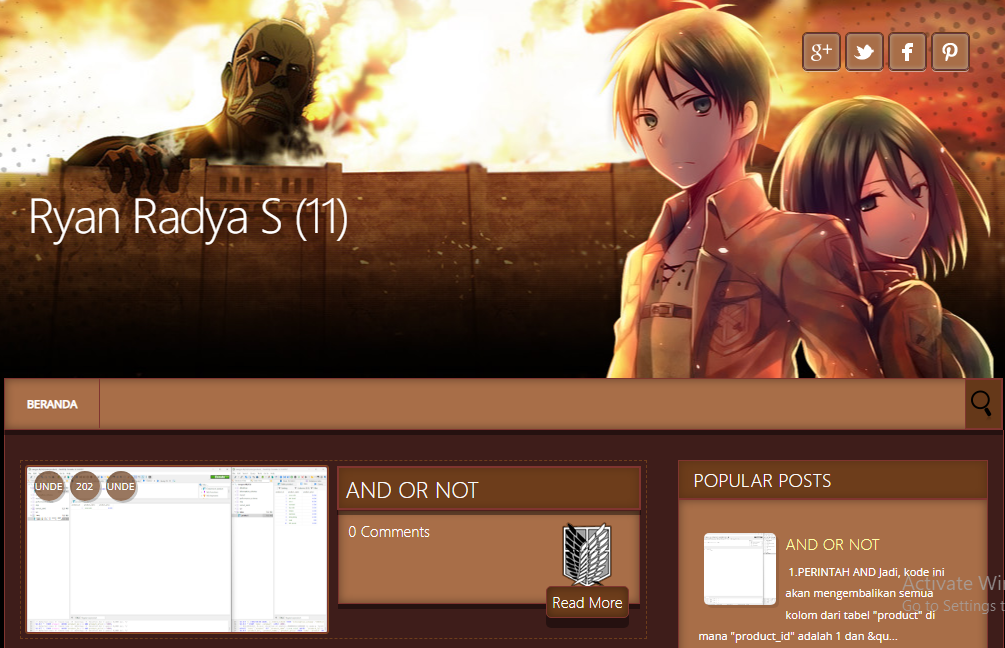 g+
Ryan Radya S (11)
BERANDA
UNDE
202
UNDE
AND OR NOT
0 Comments
Read More
POPULAR POSTS
AND OR NOT
1.PERINTAH AND Jadi, kode ini
akan mengembalikan semua
kolom dari tabel "product" di
mana "product_id" adalah 1 dan &qu...
Activate Win
Go to Settings t